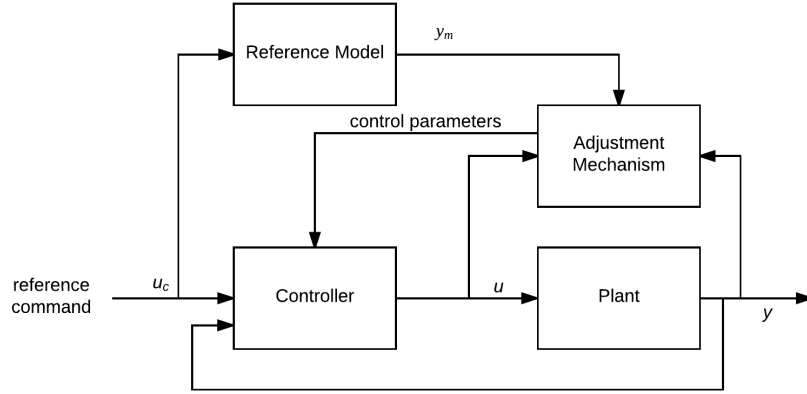 y_m
Reference Model
control parameters
Adjustment
Mechanism
reference
command
u_c
Controller
u
Plant
y